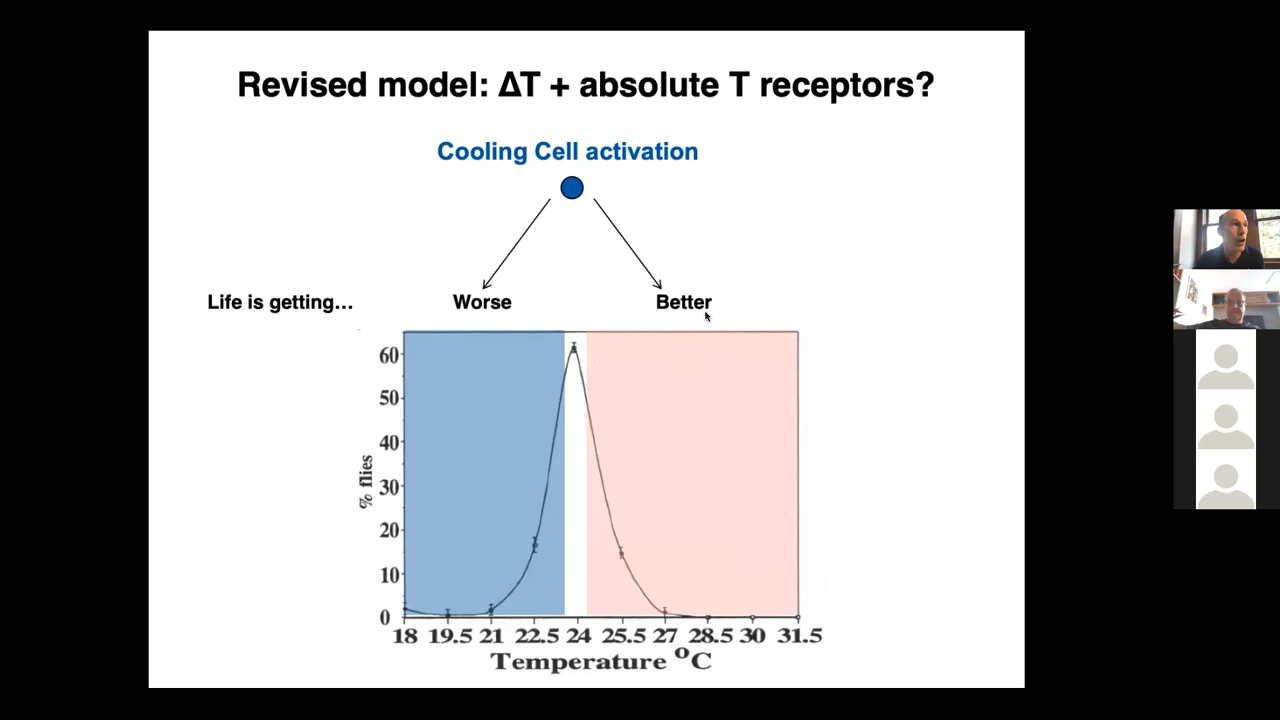 Revised model: ΔT + absolute T receptors?
Cooling Cell activation
Life is getting… Worse Better
60
50
40
30
20
10
0
% flies
18 19.5 21 22.5 24 25.5 27 28.5 30 31.5
Temperature ºC